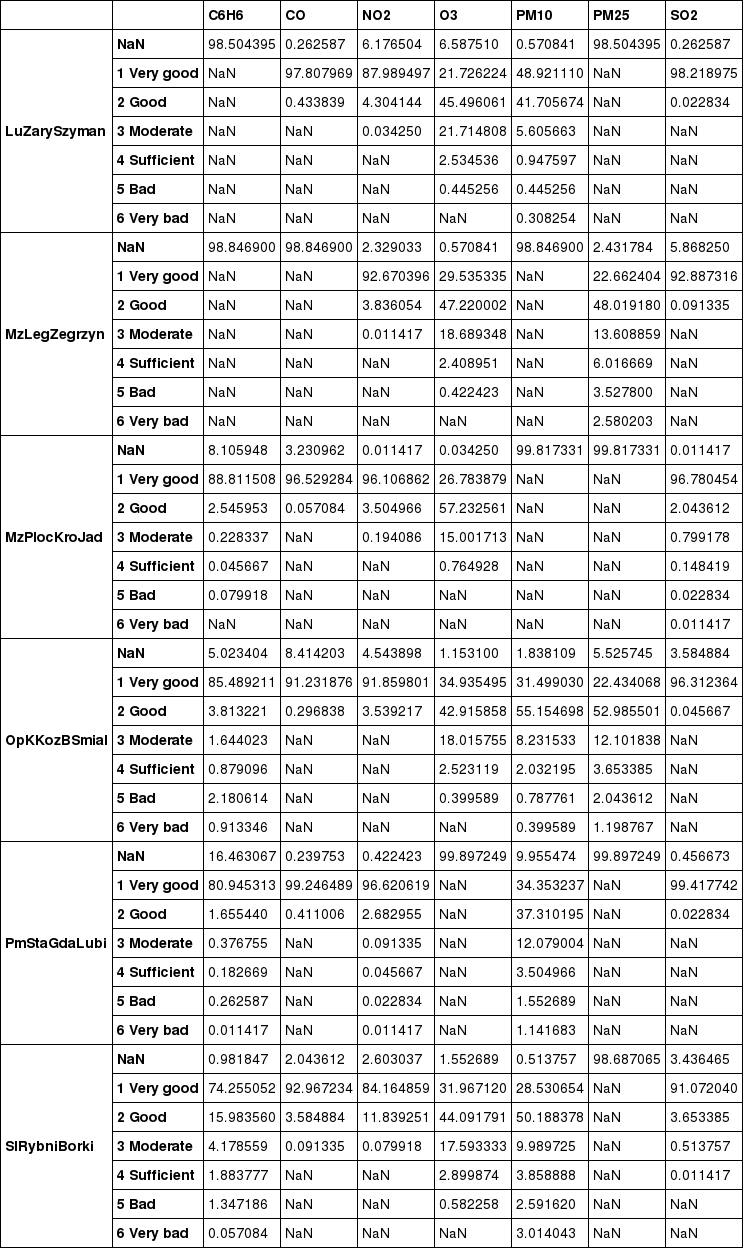 C6H6 CO NO2 O3 PM10 PM25 SO2
NaN 98.504395 0.262587 6.176504 6.587510 0.570841 98.504395 0.262587
1 Very good NaN 97.807969 87.989497 21.726224 48.921110 NaN 98.218975
2 Good NaN 0.433839 4.304144 45.496061 41.705674 NaN 0.022834
LuZarySzyman 3 Moderate NaN NaN 0.034250 21.714808 5.605663 NaN NaN
4 Sufficient NaN NaN NaN 2.534536 0.947597 NaN NaN
5 Bad NaN NaN NaN 0.445256 0.445256 NaN NaN
6 Very bad NaN NaN NaN NaN 0.308254 NaN NaN
NaN 98.846900 98.846900 2.329033 0.570841 98.846900 2.431784 5.868250
1 Very good NaN NaN 92.670396 29.535335 NaN 22.662404 92.887316
2 Good NaN NaN 3.836054 47.220002 NaN 48.019180 0.091335
MzLegZegrzyn 3 Moderate NaN NaN 0.011417 18.689348 NaN 13.608859 NaN
4 Sufficient NaN NaN NaN 2.408951 NaN 6.016669 NaN
5 Bad NaN NaN NaN 0.422423 NaN 3.527800 NaN
6 Very bad NaN NaN NaN NaN NaN 2.580203 NaN
NaN 8.105948 3.230962 0.011417 0.034250 99.817331 99.817331 0.011417
1 Very good 88.811508 96.529284 96.106862 26.783879 NaN NaN 96.780454
2 Good 2.545953 0.057084 3.504966 57.232561 NaN NaN 2.043612
MzPlocKroJad 3 Moderate 0.228337 NaN 0.194086 15.001713 NaN NaN 0.799178
4 Sufficient 0.045667 NaN NaN 0.764928 NaN NaN 0.148419
5 Bad 0.079918 NaN NaN NaN NaN NaN 0.022834
6 Very bad NaN NaN NaN NaN NaN NaN 0.011417
NaN 5.023404 8.414203 4.543898 1.153100 1.838109 5.525745 3.584884
1 Very good 85.489211 91.231876 91.859801 34.935495 31.499030 22.434068 96.312364
2 Good 3.813221 0.296838 3.539217 42.915858 55.154698 52.985501 0.045667
OpKKozBSmial 3 Moderate 1.644023 NaN NaN 18.015755 8.231533 12.101838 NaN
4 Sufficient 0.879096 NaN NaN 2.523119 2.032195 3.653385 NaN
5 Bad 2.180614 NaN NaN 0.399589 0.787761 2.043612 NaN
6 Very bad 0.913346 NaN NaN NaN 0.399589 1.198767 NaN
NaN 16.463067 0.239753 0.422423 99.897249 9.955474 99.897249 0.456673
1 Very good 80.945313 99.246489 96.620619 NaN 34.353237 NaN 99.417742
2 Good 1.655440 0.411006 2.682955 NaN 37.310195 NaN 0.022834
PmStaGdaLubi 3 Moderate 0.376755 NaN 0.091335 NaN 12.079004 NaN NaN
4 Sufficient 0.182669 NaN 0.045667 NaN 3.504966 NaN NaN
5 Bad 0.262587 NaN 0.022834 NaN 1.552689 NaN NaN
6 Very bad 0.011417 NaN 0.011417 NaN 1.141683 NaN NaN
NaN 0.981847 2.043612 2.603037 1.552689 0.513757 98.687065 3.436465
1 Very good 74.255052 92.967234 84.164859 31.967120 28.530654 NaN 91.072040
2 Good 15.983560 3.584884 11.839251 44.091791 50.188378 NaN 3.653385
SlRybniBorki 3 Moderate 4.178559 0.091335 0.079918 17.593333 9.989725 NaN 0.513757
4 Sufficient 1.883777 NaN NaN 2.899874 3.858888 NaN 0.011417
5 Bad 1.347186 NaN NaN 0.582258 2.591620 NaN NaN
6 Very bad 0.057084 NaN NaN NaN 3.014043 NaN NaN